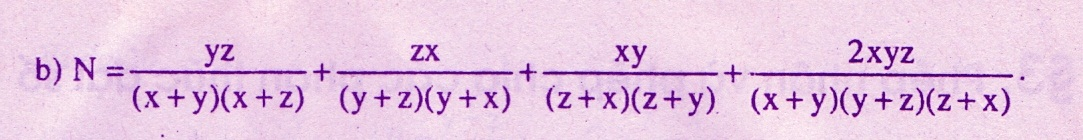 b) N = yz/((x+y)(x+z)) + zx/((y+z)(y+x)) + xy/((z+x)(z+y)) + 2xyz/((x+y)(y+z)(z+x)).